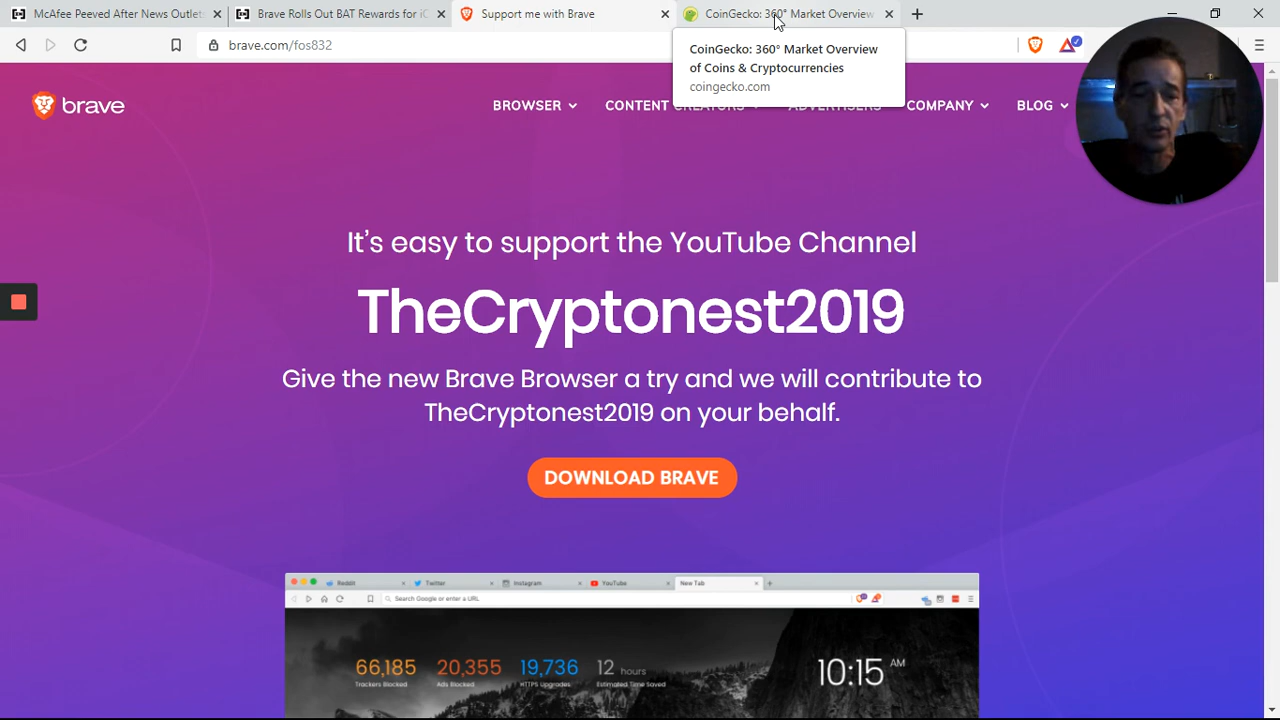 McAfee Peeved After News Outlets
Brave Rolls Out BAT Rewards for iO
Support me with Brave
CoinGecko: 360° Market Overview
brave.com/fos832
CoinGecko: 360° Market Overview
of Coins & Cryptocurrencies
coingecko.com
brave
BROWSER
CONTENT CREATORS
ADVERTISERS
COMPANY
BLOG
It's easy to support the YouTube Channel
TheCryptonest2019
Give the new Brave Browser a try and we will contribute to
TheCryptonest2019 on your behalf.
DOWNLOAD BRAVE
Reddit
Twitter
Instagram
YouTube
New Tab
Search Google or enter a URL
66,185
20,355
19,736
12 hours
10:15 AM
Trackers Blocked
Ads Blocked
HTTPS Upgrades
Estimated Time Saved